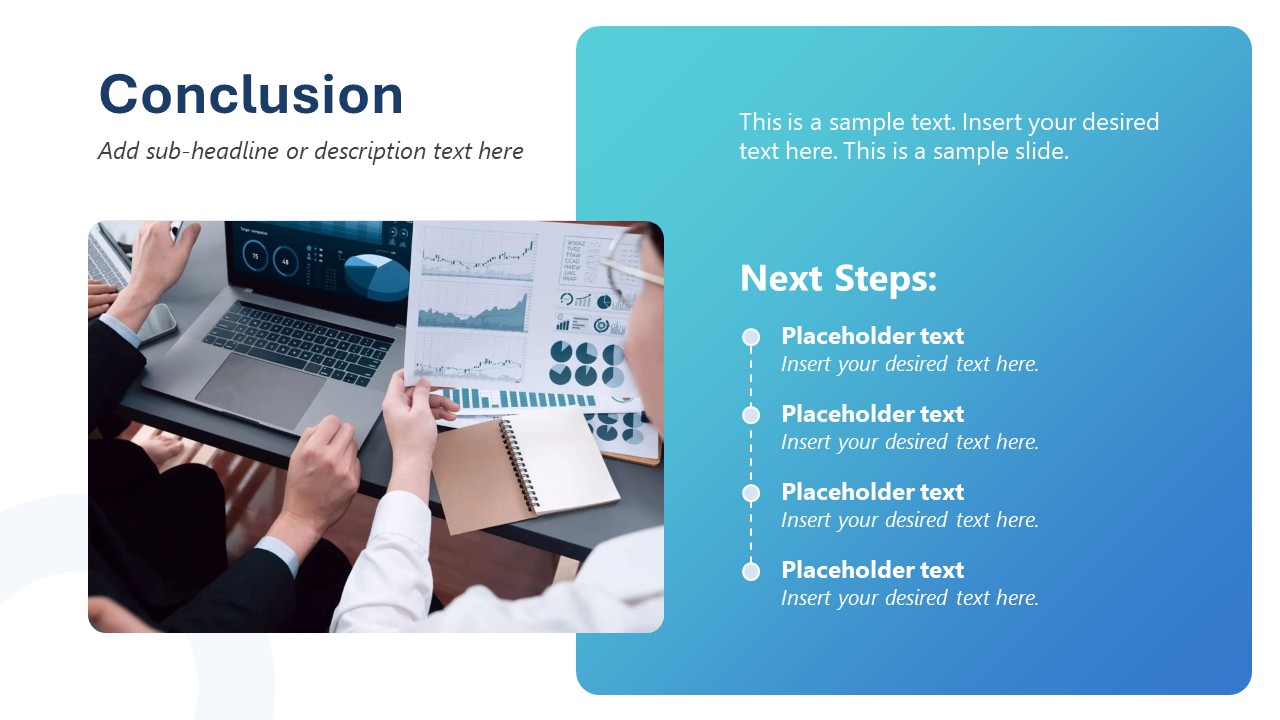 Conclusion
Add sub-headline or description text here
This is a sample text. Insert your desired
text here. This is a sample slide.
Next Steps:
Placeholder text
Insert your desired text here.
Placeholder text
Insert your desired text here.
Placeholder text
Insert your desired text here.
Placeholder text
Insert your desired text here.